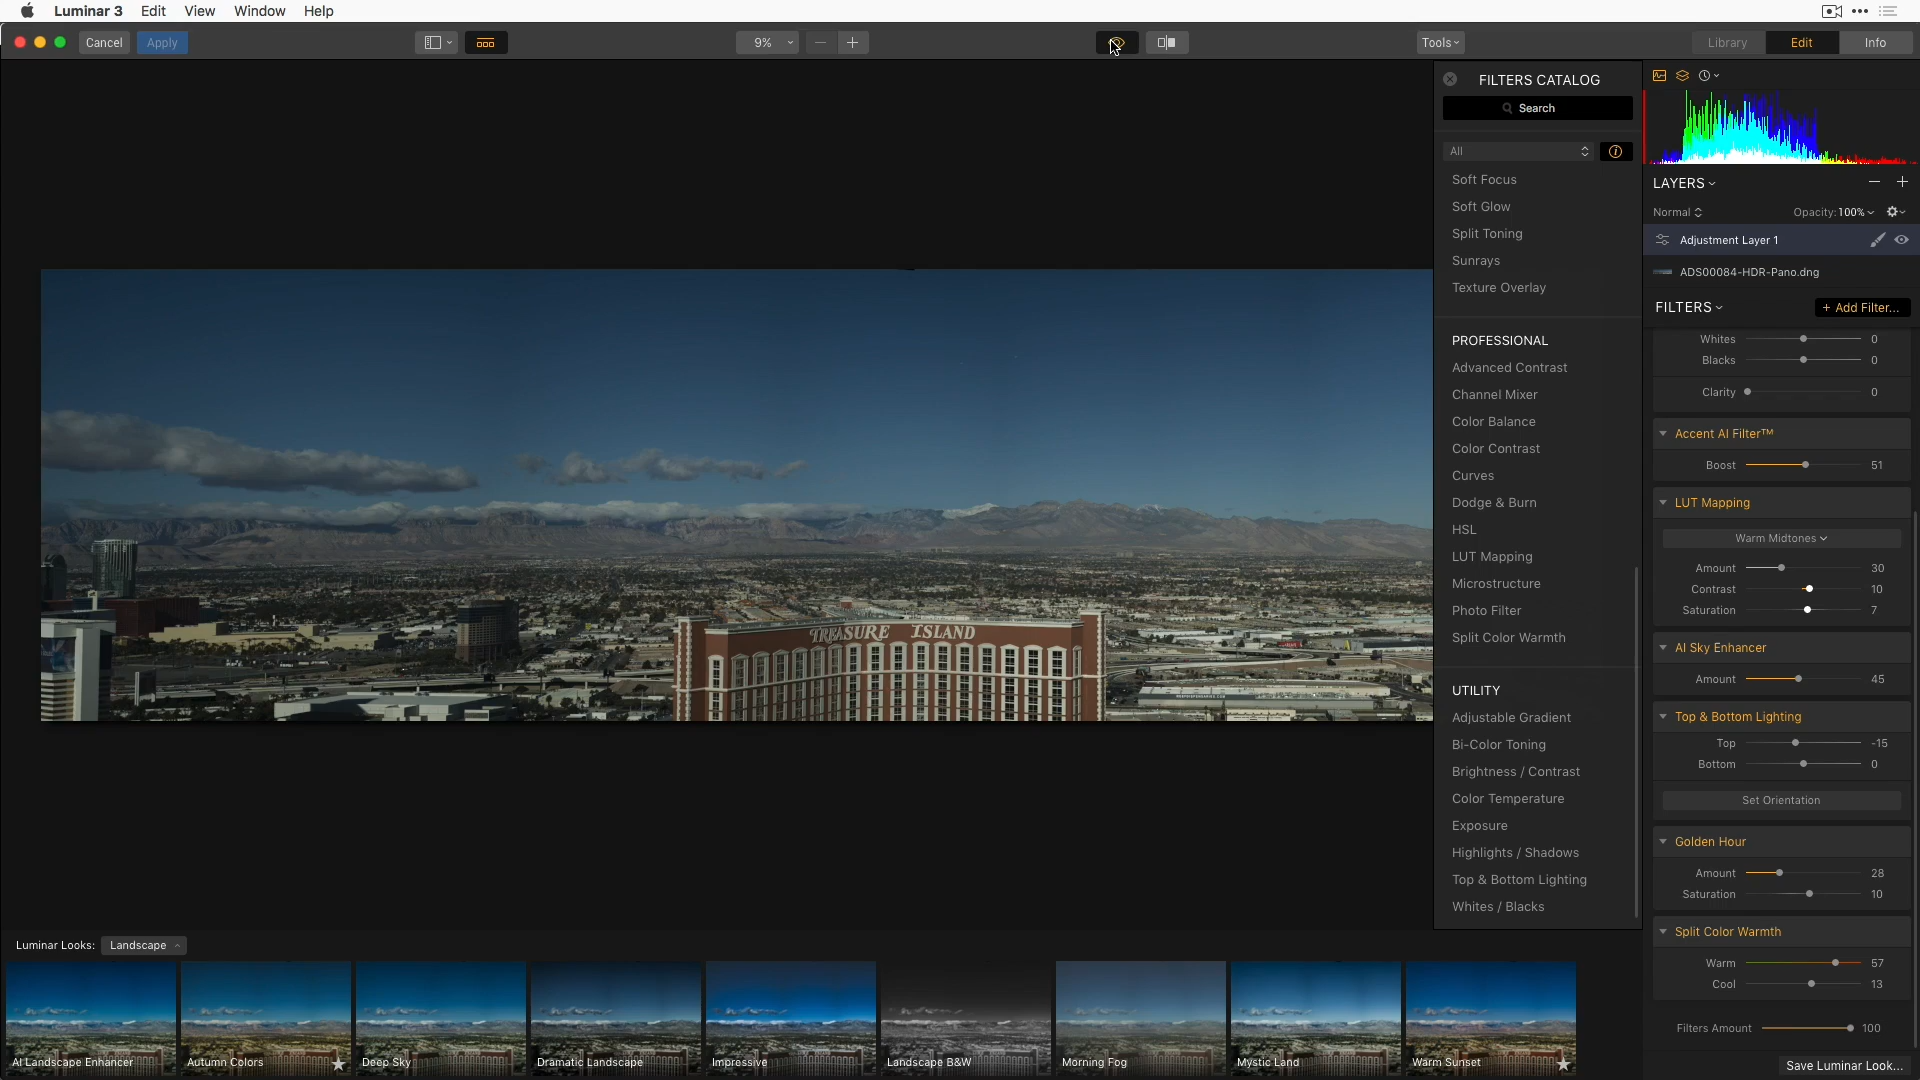 Luminar 3 Edit View Window Help
Cancel Apply 9% Tools Library Edit Info
FILTERS CATALOG
Search
All
Soft Focus
Soft Glow
Split Toning
Sunrays
Texture Overlay
PROFESSIONAL
Advanced Contrast
Channel Mixer
Color Balance
Color Contrast
Curves
Dodge & Burn
HSL
LUT Mapping
Microstructure
Photo Filter
Split Color Warmth
UTILITY
Adjustable Gradient
Bi-Color Toning
Brightness / Contrast
Color Temperature
Exposure
Highlights / Shadows
Top & Bottom Lighting
Whites / Blacks
LAYERS
Normal Opacity: 100%
Adjustment Layer 1
ADS00084-HDR-Pano.dng
FILTERS + Add Filter...
Whites 0
Blacks 0
Clarity 0
Accent AI Filter™
Boost 51
LUT Mapping
Warm Midtones
Amount 30
Contrast 10
Saturation 7
AI Sky Enhancer
Amount 45
Top & Bottom Lighting
Top -15
Bottom 0
Set Orientation
Golden Hour
Amount 28
Saturation 10
Split Color Warmth
Warm 57
Cool 13
Filters Amount 100
Save Luminar Look...
TREASURE ISLAND
Luminar Looks: Landscape
AI Landscape Enhancer Autumn Colors Deep Sky Dramatic Landscape Impressive Landscape B&W Morning Fog Mystic Land Warm Sunset